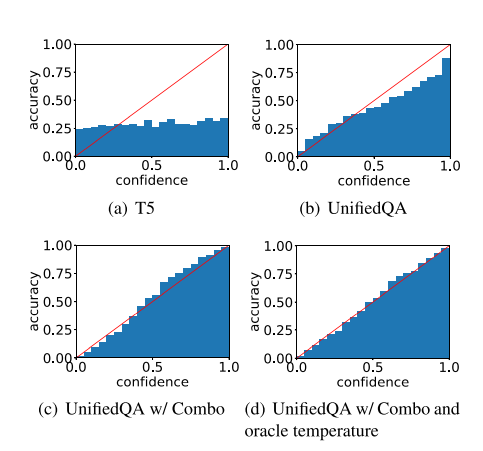 1.00
0.75
0.50
0.25
0.00
accuracy
0.0 0.5 1.0
confidence
(a) T5
1.00
0.75
0.50
0.25
0.00
accuracy
0.0 0.5 1.0
confidence
(b) UnifiedQA
1.00
0.75
0.50
0.25
0.00
accuracy
0.0 0.5 1.0
confidence
(c) UnifiedQA w/ Combo
1.00
0.75
0.50
0.25
0.00
accuracy
0.0 0.5 1.0
confidence
(d) UnifiedQA w/ Combo and
oracle temperature